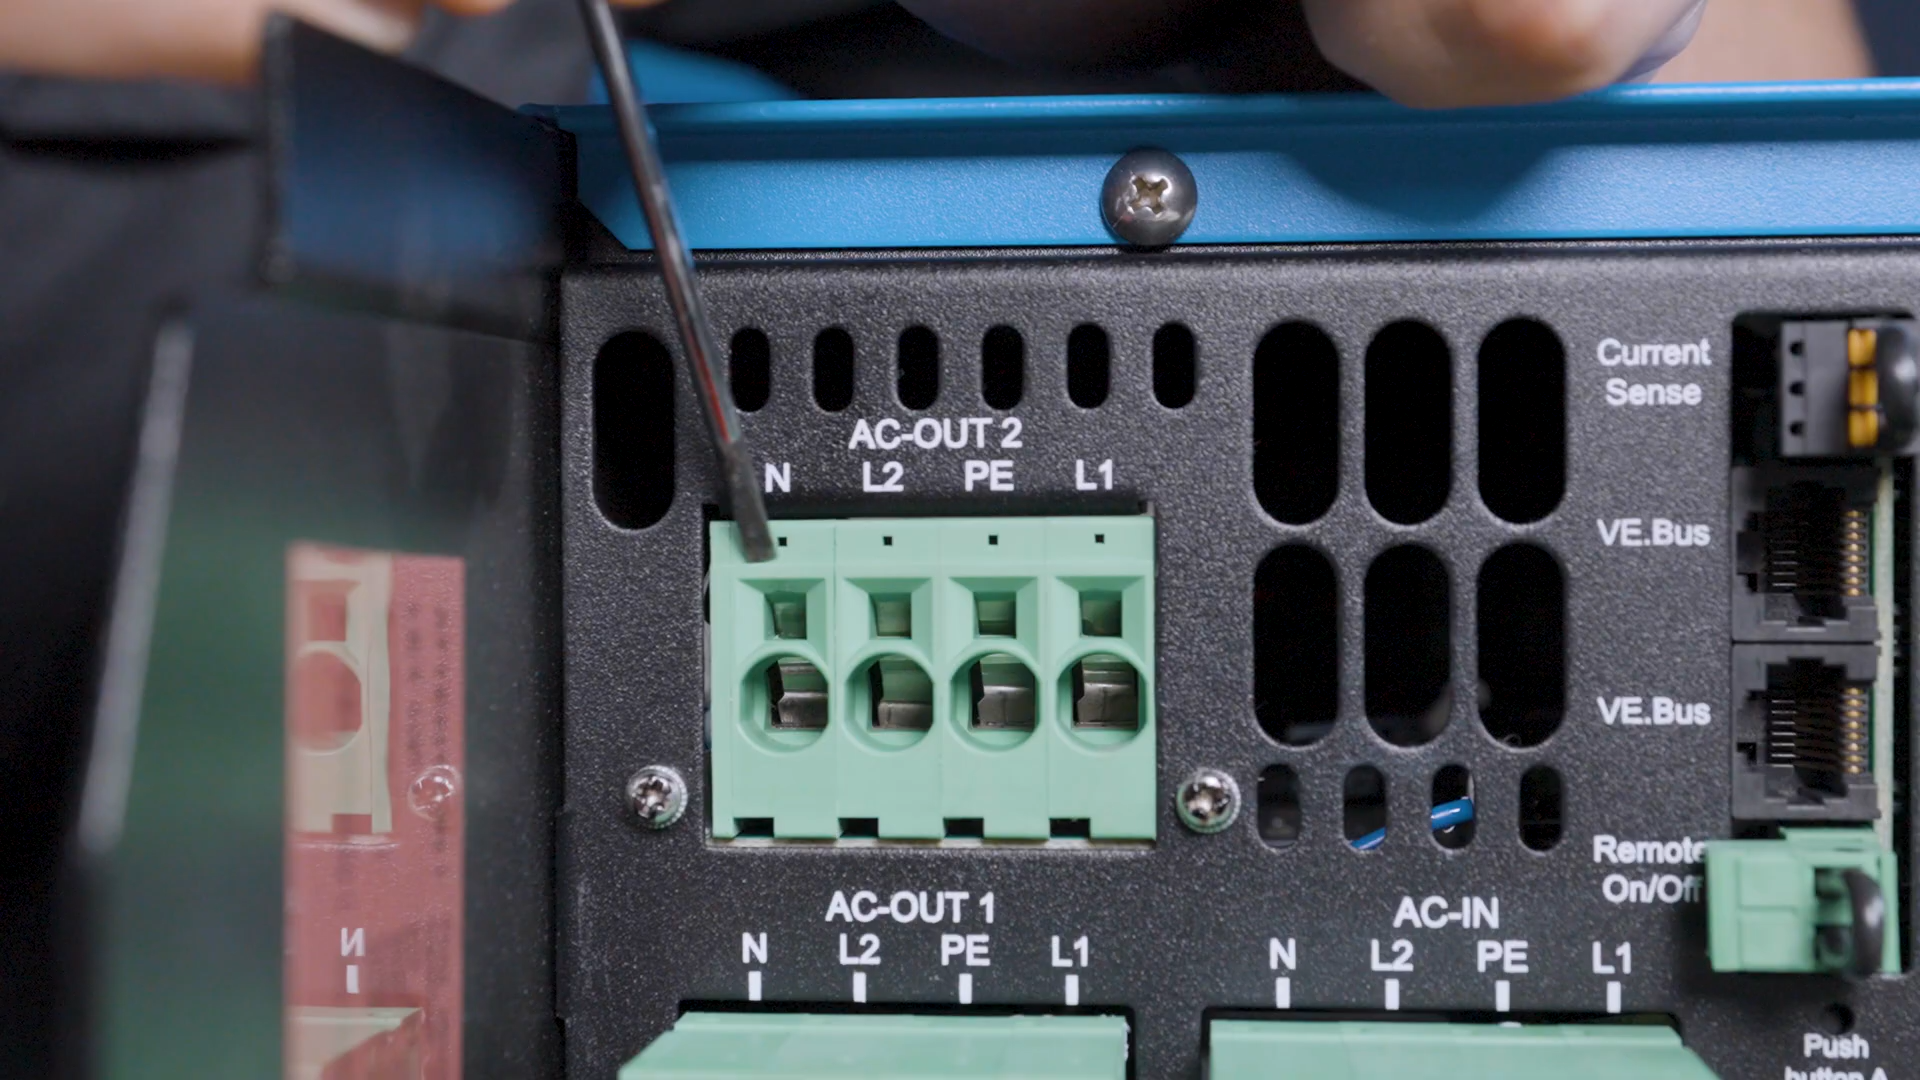 Current
Sense
AC-OUT 2
N L2 PE L1
VE.Bus
VE.Bus
Remote
On/Off
AC-OUT 1
N L2 PE L1
AC-IN
N L2 PE L1
N
Push
button A